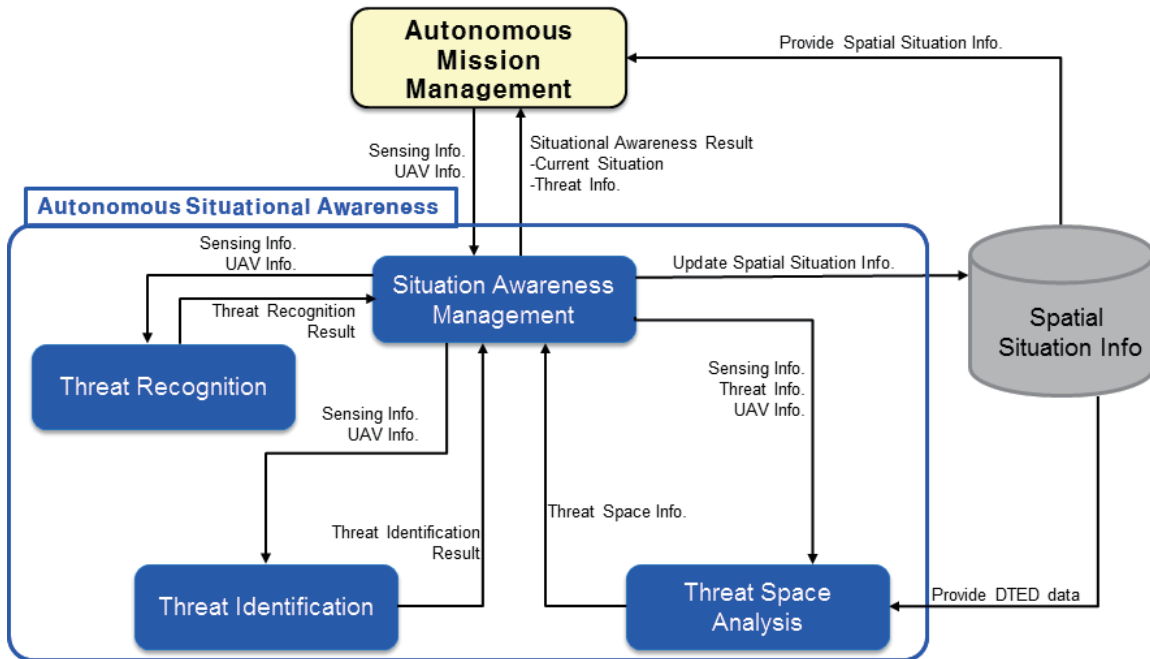 Autonomous
Mission
Management
Provide Spatial Situation Info.
Sensing Info.
UAV Info.
Situational Awareness Result
-Current Situation
-Threat Info.
Autonomous Situational Awareness
Sensing Info.
UAV Info.
Situation Awareness
Management
Update Spatial Situation Info.
Threat Recognition
Result
Spatial
Situation Info
Threat Recognition
Sensing Info.
Threat Info.
UAV Info.
Sensing Info.
UAV Info.
Threat Space Info.
Threat Identification
Result
Threat Identification
Threat Space
Analysis
Provide DTED data